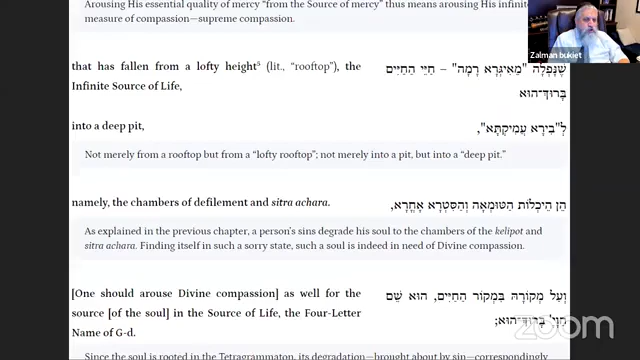 Arousing His essential quality of mercy “from the Source of mercy” thus means arousing His infinite
measure of compassion—supreme compassion.
Zalman bukiet
that has fallen from a lofty height⁵ (lit., “rooftop”), the
Infinite Source of Life,
שֶׁנָּפְלָה "מֵאִיגְּרָא רָמָה" – חַיֵּי הַחַיִּים
בָּרוּךְ־הוּא
into a deep pit,
לְ"בִירָא עֲמִיקְתָּא",
Not merely from a rooftop but from a “lofty rooftop”; not merely into a pit, but into a “deep pit.”
namely, the chambers of defilement and sitra achara.
הֵן הֵיכְלוֹת הַטּוּמְאָה וְהַסִּטְרָא אָחֳרָא,
As explained in the previous chapter, a person’s sins degrade his soul to the chambers of the kelipot and
sitra achara. Finding itself in such a sorry state, such a soul is indeed in need of Divine compassion.
[One should arouse Divine compassion] as well for the
source [of the soul] in the Source of Life, the Four-Letter
Name of G-d.
וְעַל מְקוֹרָהּ בִּמְקוֹר הַחַיִּים, הוּא שֵׁם
בָּרוּךְ־הוּא;
zoom
Since the soul is rooted in the Tetragrammaton, its degradation—brought about by sin—correspondingly